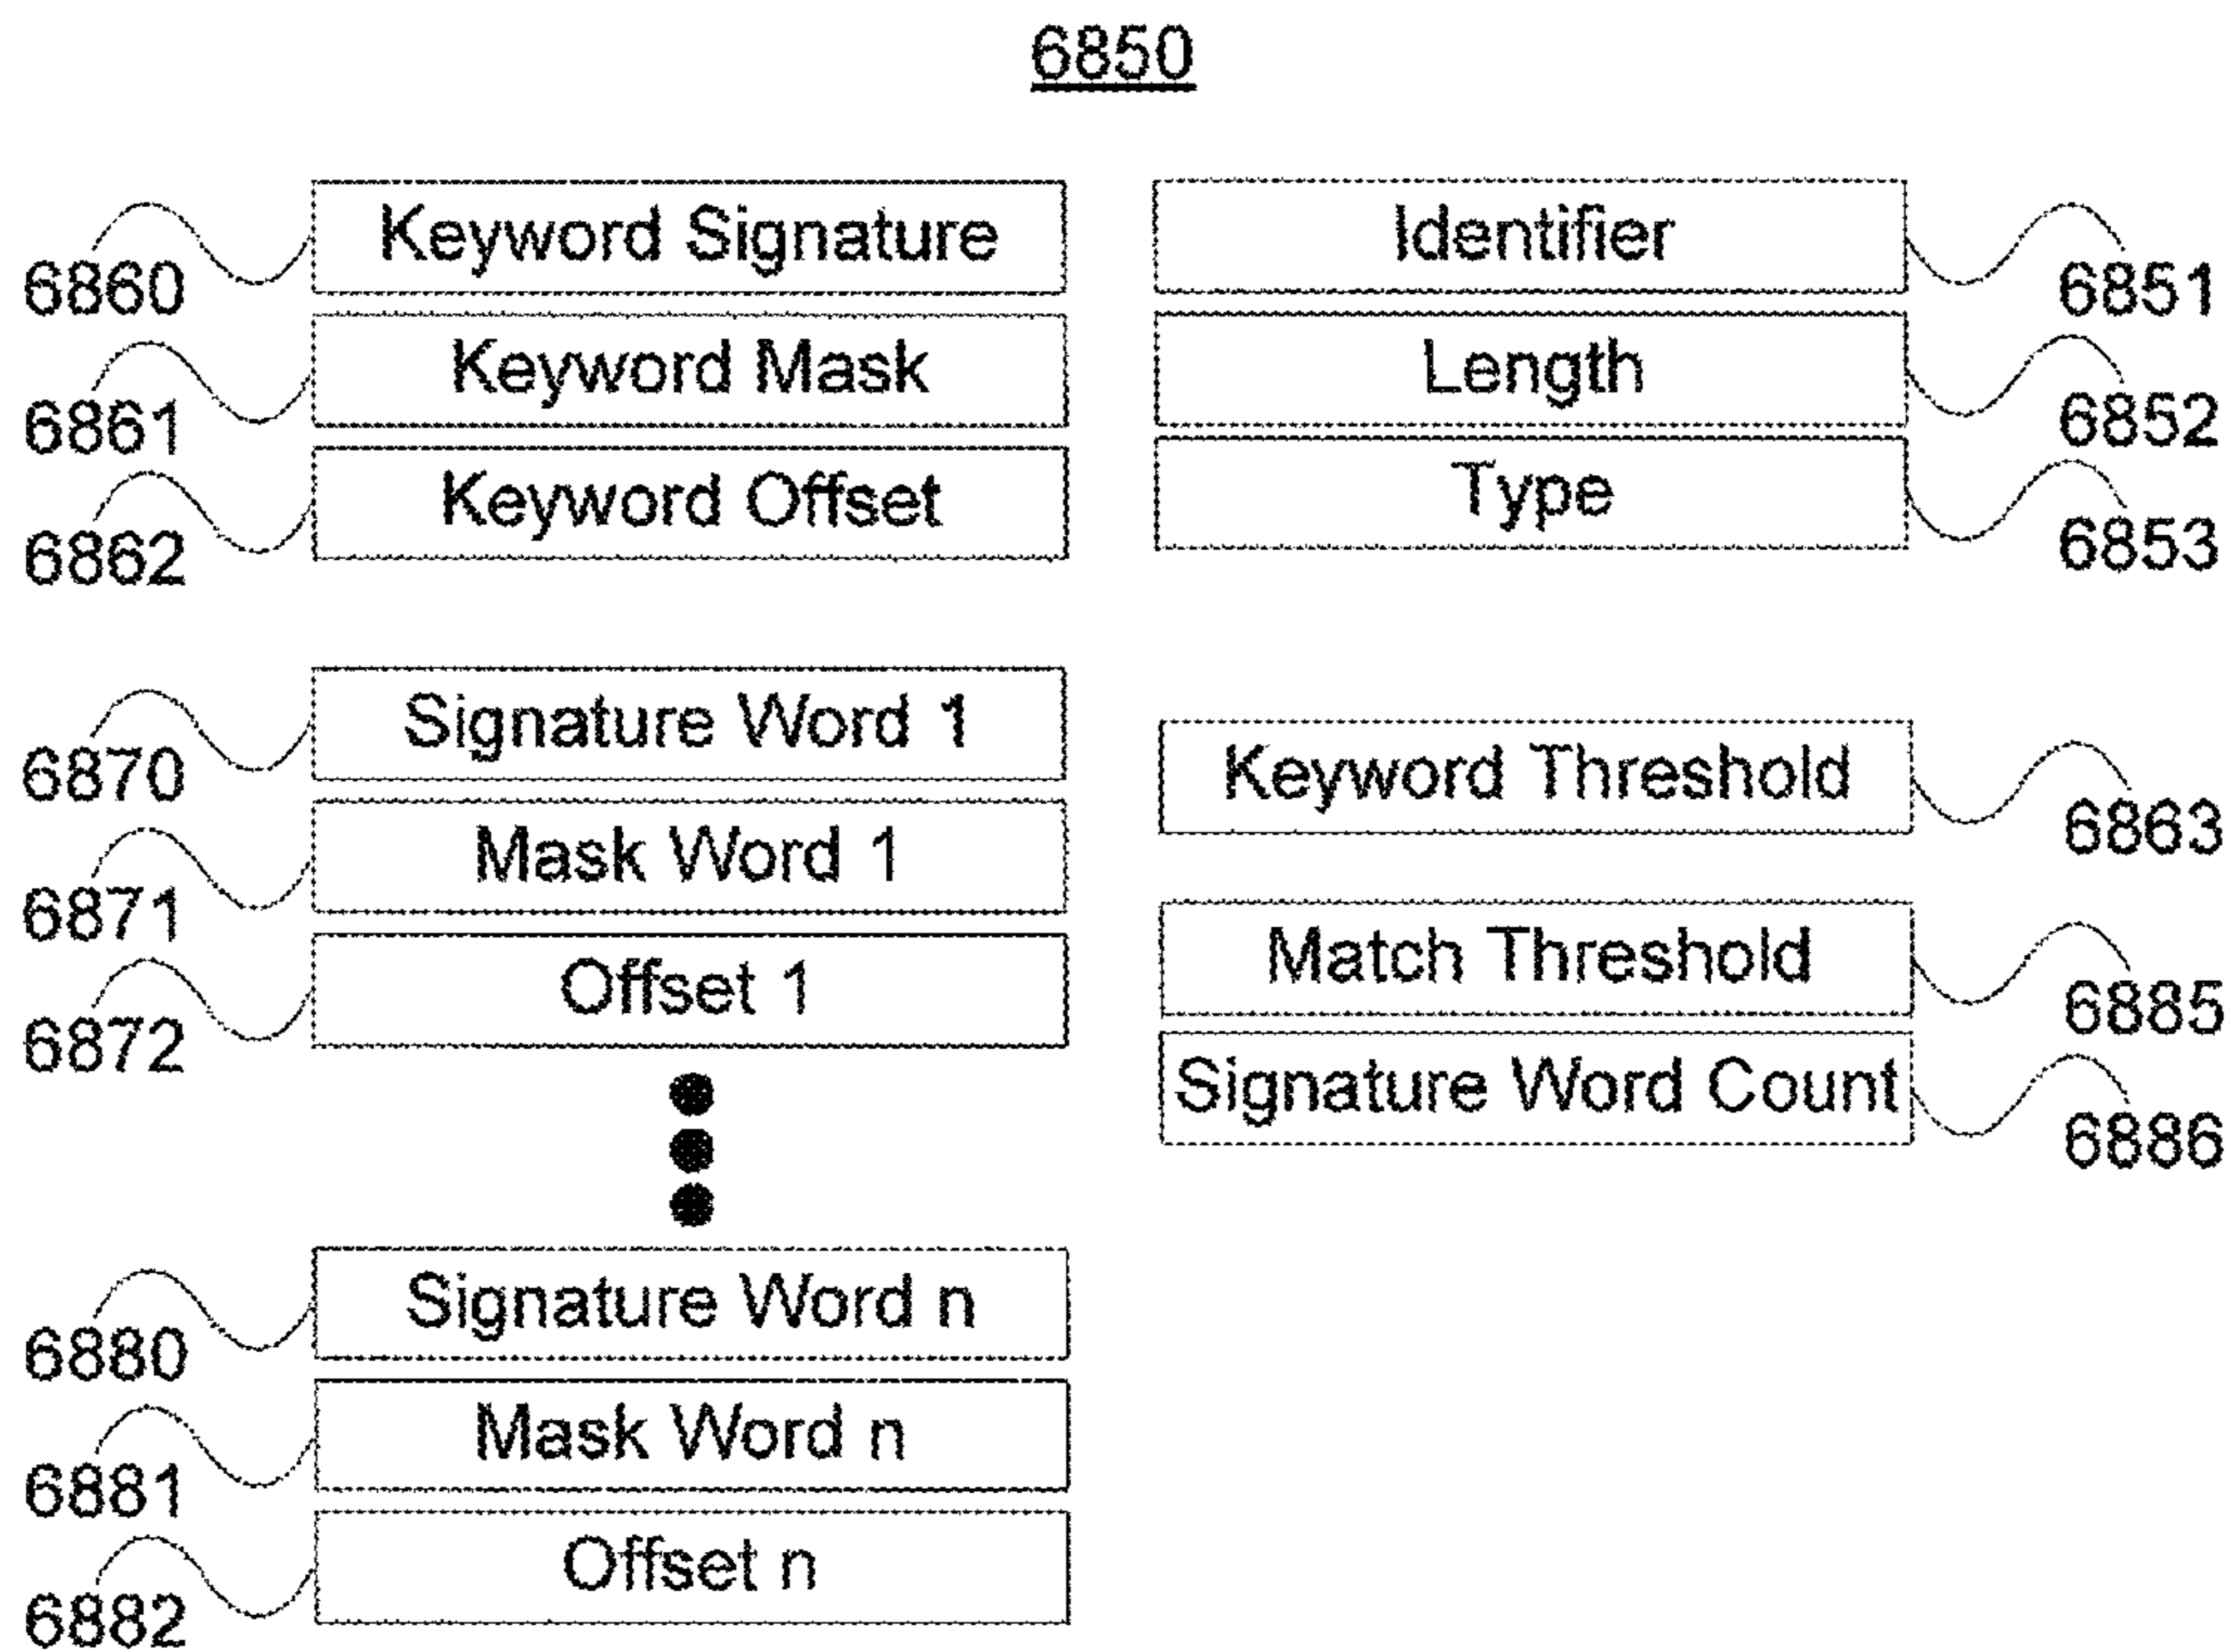 6850
Keyword Signature
6860
Keyword Mask
6861
Keyword Offset
6862
Identifier
6851
Length
6852
Type
6853
Signature Word 1
6870
Mask Word 1
6871
Offset 1
6872
Keyword Threshold
6863
Match Threshold
6885
Signature Word Count
6886
Signature Word n
6880
Mask Word n
6881
Offset n
6882